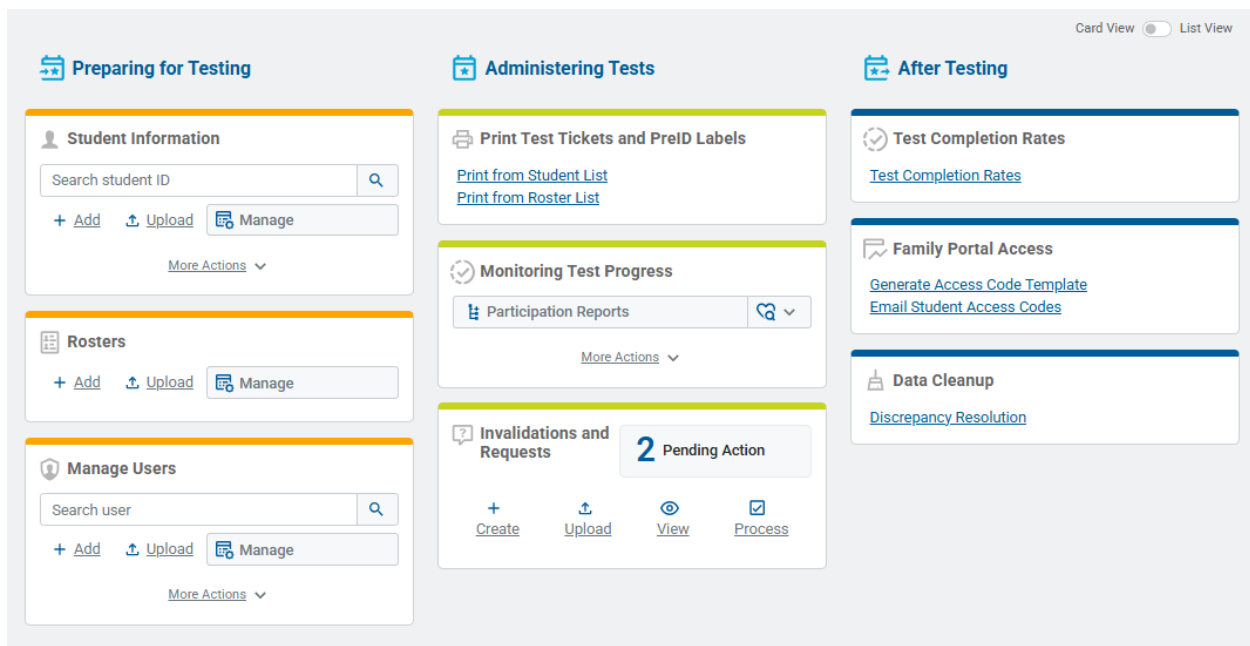 Card View List View
Preparing for Testing
Student Information
Search student ID
+ Add Upload Manage
More Actions
Rosters
+ Add Upload Manage
Manage Users
Search user
+ Add Upload Manage
More Actions
Administering Tests
Print Test Tickets and PreID Labels
Print from Student List
Print from Roster List
Monitoring Test Progress
Participation Reports
More Actions
Invalidations and
Requests
2 Pending Action
Create Upload View Process
After Testing
Test Completion Rates
Test Completion Rates
Family Portal Access
Generate Access Code Template
Email Student Access Codes
Data Cleanup
Discrepancy Resolution